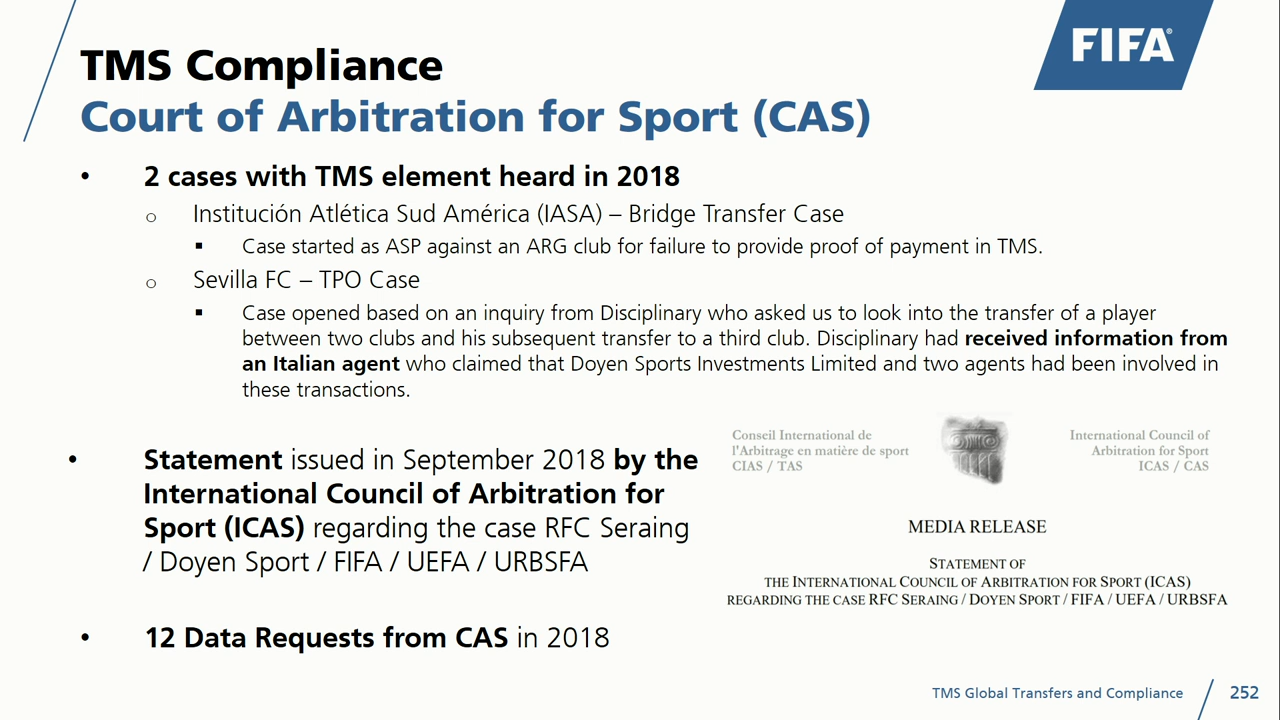 FIFA®
TMS Compliance
Court of Arbitration for Sport (CAS)
• 2 cases with TMS element heard in 2018
o Institución Atlética Sud América (IASA) – Bridge Transfer Case
▪ Case started as ASP against an ARG club for failure to provide proof of payment in TMS.
o Sevilla FC – TPO Case
▪ Case opened based on an inquiry from Disciplinary who asked us to look into the transfer of a player
between two clubs and his subsequent transfer to a third club. Disciplinary had received information from
an Italian agent who claimed that Doyen Sports Investments Limited and two agents had been involved in
these transactions.
• Statement issued in September 2018 by the
International Council of Arbitration for
Sport (ICAS) regarding the case RFC Seraing
/ Doyen Sport / FIFA / UEFA / URBSFA
Conseil International de
l'Arbitrage en matière de sport
CIAS / TAS
International Council of
Arbitration for Sport
ICAS / CAS
MEDIA RELEASE
STATEMENT OF
THE INTERNATIONAL COUNCIL OF ARBITRATION FOR SPORT (ICAS)
REGARDING THE CASE RFC SERAING / DOYEN SPORT / FIFA / UEFA / URBSFA
• 12 Data Requests from CAS in 2018
TMS Global Transfers and Compliance
252